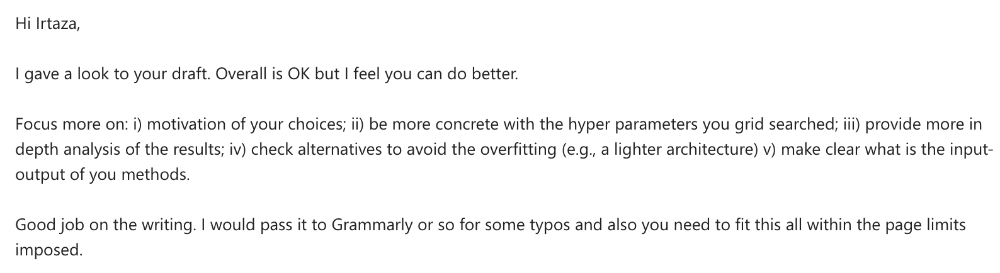 Hi Irtaza,
I gave a look to your draft. Overall is OK but I feel you can do better.
Focus more on: i) motivation of your choices; ii) be more concrete with the hyper parameters you grid searched; iii) provide more in
depth analysis of the results; iv) check alternatives to avoid the overfitting (e.g., a lighter architecture) v) make clear what is the input-
output of you methods.
Good job on the writing. I would pass it to Grammarly or so for some typos and also you need to fit this all within the page limits
imposed.